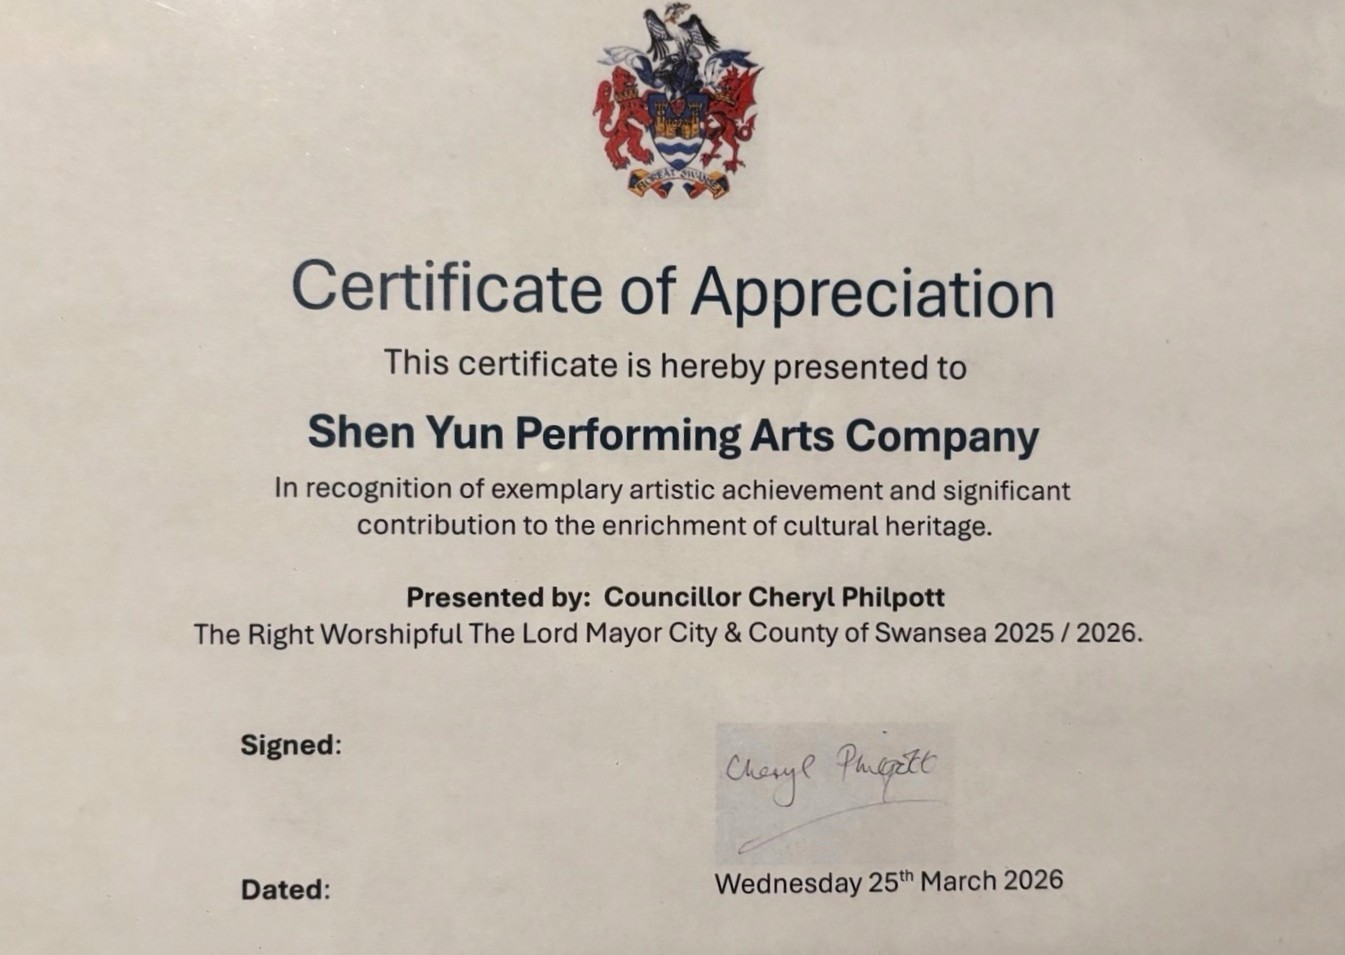 FLOREAT SWANSEA
Certificate of Appreciation
This certificate is hereby presented to
Shen Yun Performing Arts Company
In recognition of exemplary artistic achievement and significant
contribution to the enrichment of cultural heritage.
Presented by: Councillor Cheryl Philpott
The Right Worshipful The Lord Mayor City & County of Swansea 2025 / 2026.
Signed:
Cheryl Philpott
Dated:
Wednesday 25th March 2026